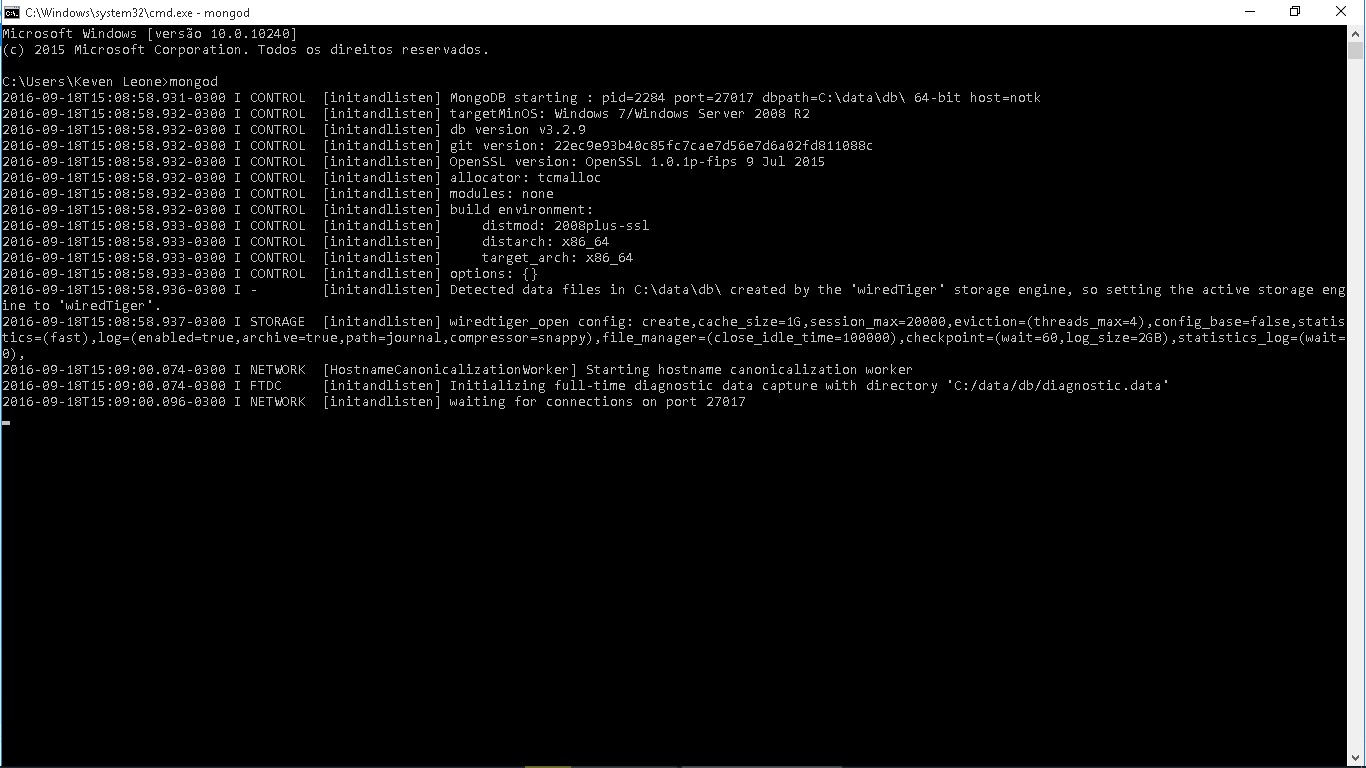 C:\Windows\system32\cmd.exe - mongod
Microsoft Windows [versão 10.0.10240]
(c) 2015 Microsoft Corporation. Todos os direitos reservados.
C:\Users\Keven Leone>mongod
2016-09-18T15:08:58.931-0300 I CONTROL  [initandlisten] MongoDB starting : pid=2284 port=27017 dbpath=C:\data\db\ 64-bit host=notk
2016-09-18T15:08:58.932-0300 I CONTROL  [initandlisten] targetMinOS: Windows 7/Windows Server 2008 R2
2016-09-18T15:08:58.932-0300 I CONTROL  [initandlisten] db version v3.2.9
2016-09-18T15:08:58.932-0300 I CONTROL  [initandlisten] git version: 22ec9e93b40c85fc7cae7d56e7d6a02fd811088c
2016-09-18T15:08:58.932-0300 I CONTROL  [initandlisten] OpenSSL version: OpenSSL 1.0.1p-fips 9 Jul 2015
2016-09-18T15:08:58.932-0300 I CONTROL  [initandlisten] allocator: tcmalloc
2016-09-18T15:08:58.932-0300 I CONTROL  [initandlisten] modules: none
2016-09-18T15:08:58.932-0300 I CONTROL  [initandlisten] build environment:
2016-09-18T15:08:58.933-0300 I CONTROL  [initandlisten]     distmod: 2008plus-ssl
2016-09-18T15:08:58.933-0300 I CONTROL  [initandlisten]     distarch: x86_64
2016-09-18T15:08:58.933-0300 I CONTROL  [initandlisten]     target_arch: x86_64
2016-09-18T15:08:58.933-0300 I CONTROL  [initandlisten] options: {}
2016-09-18T15:08:58.936-0300 I -        [initandlisten] Detected data files in C:\data\db\ created by the 'wiredTiger' storage engine, so setting the active storage eng
ine to 'wiredTiger'.
2016-09-18T15:08:58.937-0300 I STORAGE  [initandlisten] wiredtiger_open config: create,cache_size=1G,session_max=20000,eviction=(threads_max=4),config_base=false,statis
tics=(fast),log=(enabled=true,archive=true,path=journal,compressor=snappy),file_manager=(close_idle_time=100000),checkpoint=(wait=60,log_size=2GB),statistics_log=(wait=
0),
2016-09-18T15:09:00.074-0300 I NETWORK  [HostnameCanonicalizationWorker] Starting hostname canonicalization worker
2016-09-18T15:09:00.074-0300 I FTDC     [initandlisten] Initializing full-time diagnostic data capture with directory 'C:/data/db/diagnostic.data'
2016-09-18T15:09:00.096-0300 I NETWORK  [initandlisten] waiting for connections on port 27017